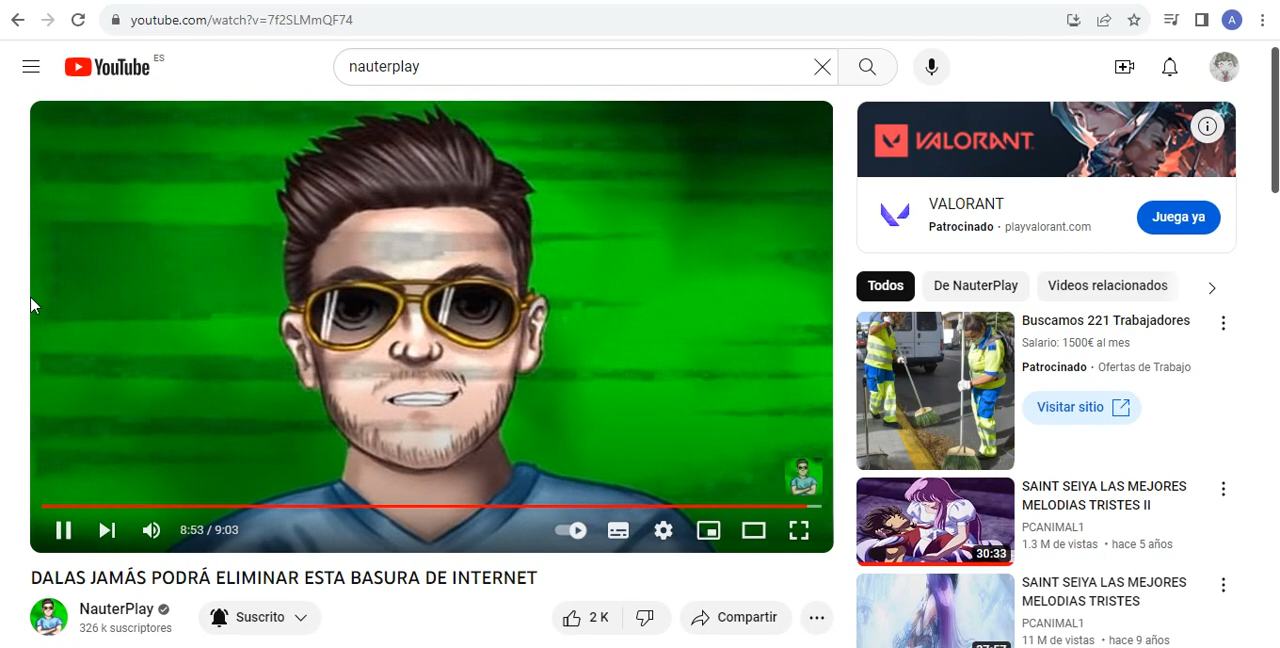 youtube.com/watch?v=7f2SLMmQF74
A
YouTube ES
nauterplay
VALORANT
VALORANT
Patrocinado · playvalorant.com
Juega ya
Todos
De NauterPlay
Videos relacionados
Buscamos 221 Trabajadores
Salario: 1500€ al mes
Patrocinado · Ofertas de Trabajo
Visitar sitio
SAINT SEIYA LAS MEJORES
MELODIAS TRISTES II
PCANIMAL1
1.3 M de vistas • hace 5 años
30:33
SAINT SEIYA LAS MEJORES
MELODIAS TRISTES
PCANIMAL1
11 M de vistas • hace 9 años
8:53 / 9:03
DALAS JAMÁS PODRÁ ELIMINAR ESTA BASURA DE INTERNET
NauterPlay
326 k suscriptores
Suscrito
2 K
Compartir